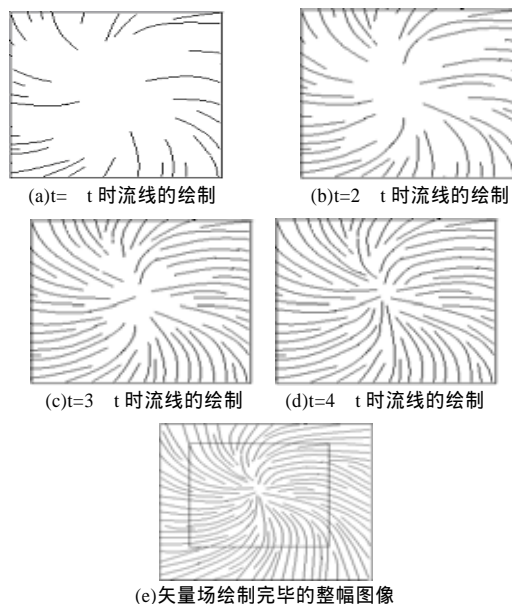 (a)t= t 时流线的绘制
(b)t=2 t 时流线的绘制
(c)t=3 t 时流线的绘制
(d)t=4 t 时流线的绘制
(e)矢量场绘制完毕的整幅图像